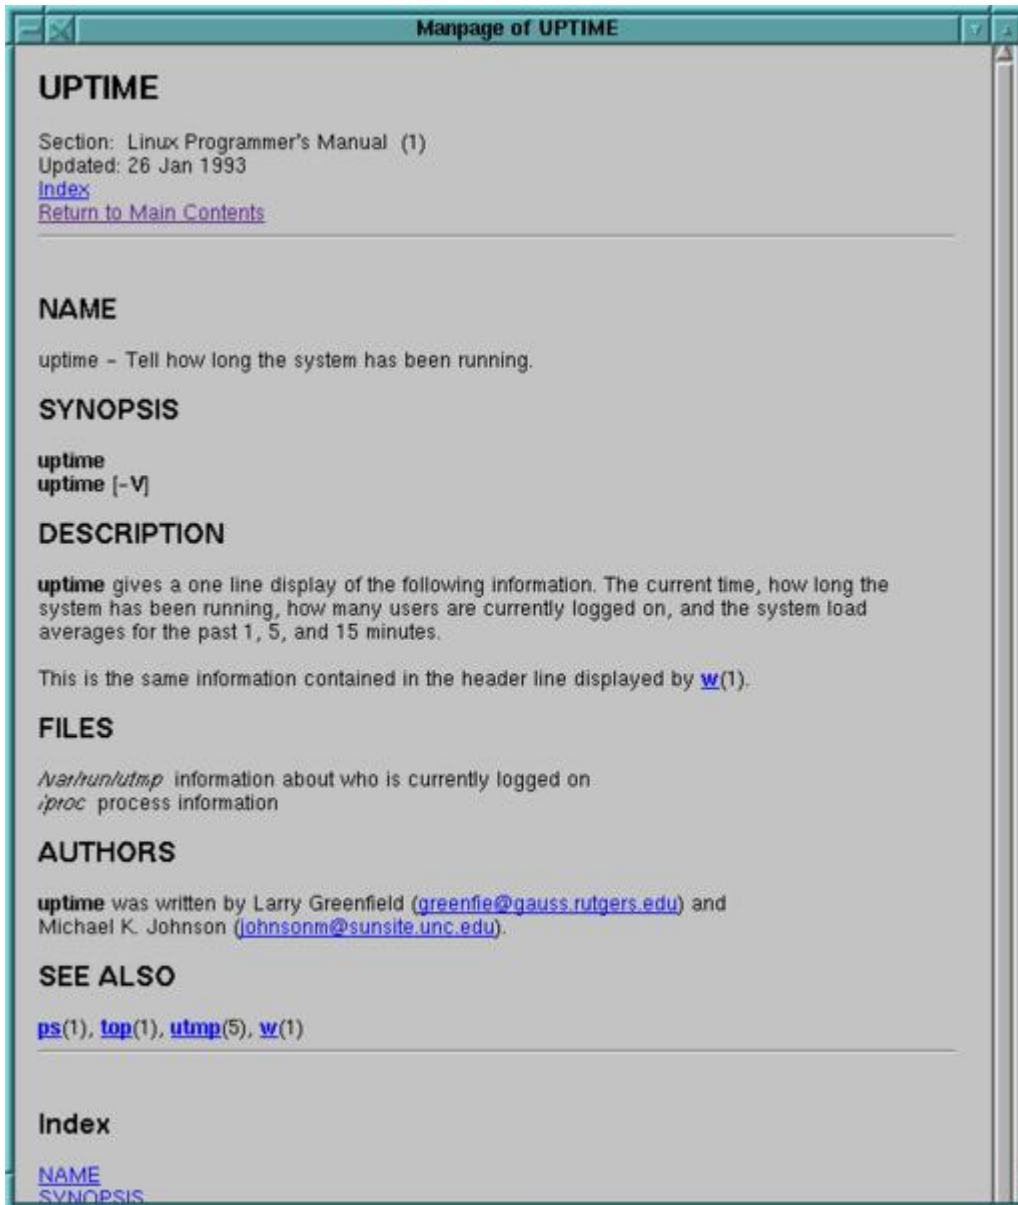 Manpage of UPTIME
UPTIME
Section: Linux Programmer's Manual (1)
Updated: 26 Jan 1993
Index
Return to Main Contents
NAME
uptime - Tell how long the system has been running.
SYNOPSIS
uptime
uptime [-V]
DESCRIPTION
uptime gives a one line display of the following information. The current time, how long the
system has been running, how many users are currently logged on, and the system load
averages for the past 1, 5, and 15 minutes.
This is the same information contained in the header line displayed by w(1).
FILES
/var/run/utmp information about who is currently logged on
/proc process information
AUTHORS
uptime was written by Larry Greenfield (greenfie@gauss.rutgers.edu) and
Michael K. Johnson (johnsonm@sunsite.unc.edu).
SEE ALSO
ps(1), top(1), utmp(5), w(1)
Index
NAME
SYNOPSIS